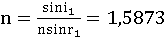 n = sini₁ / nsinr₁ = 1,5873